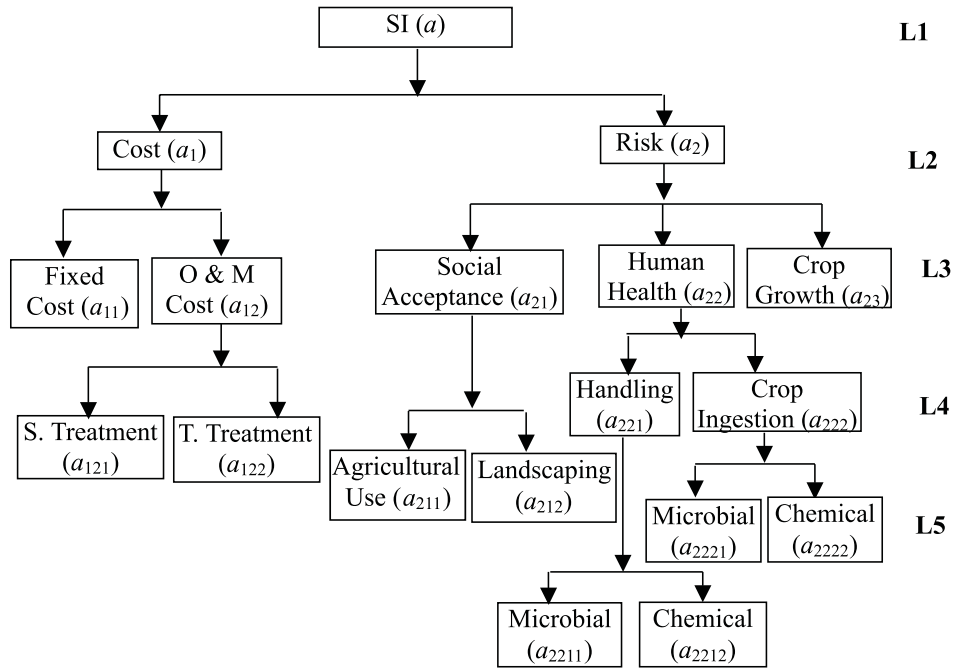 SI (a)
L1
Cost (a₁)
Risk (a₂)
L2
Fixed
Cost (a₁₁)
O & M
Cost (a₁₂)
Social
Acceptance (a₂₁)
Human
Health (a₂₂)
Crop
Growth (a₂₃)
L3
S. Treatment
(a₁₂₁)
T. Treatment
(a₁₂₂)
Handling
(a₂₂₁)
Crop
Ingestion (a₂₂₂)
L4
Agricultural
Use (a₂₁₁)
Landscaping
(a₂₁₂)
Microbial
(a₂₂₂₁)
Chemical
(a₂₂₂₂)
L5
Microbial
(a₂₂₁₁)
Chemical
(a₂₂₁₂)